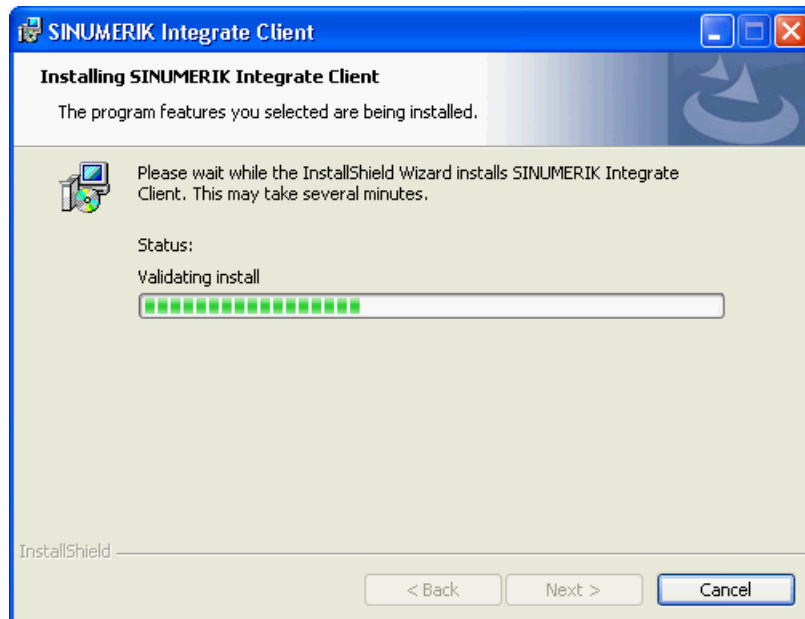 SINUMERIK Integrate Client
Installing SINUMERIK Integrate Client
The program features you selected are being installed.
Please wait while the InstallShield Wizard installs SINUMERIK Integrate
Client. This may take several minutes.
Status:
Validating install
InstallShield
< Back Next > Cancel